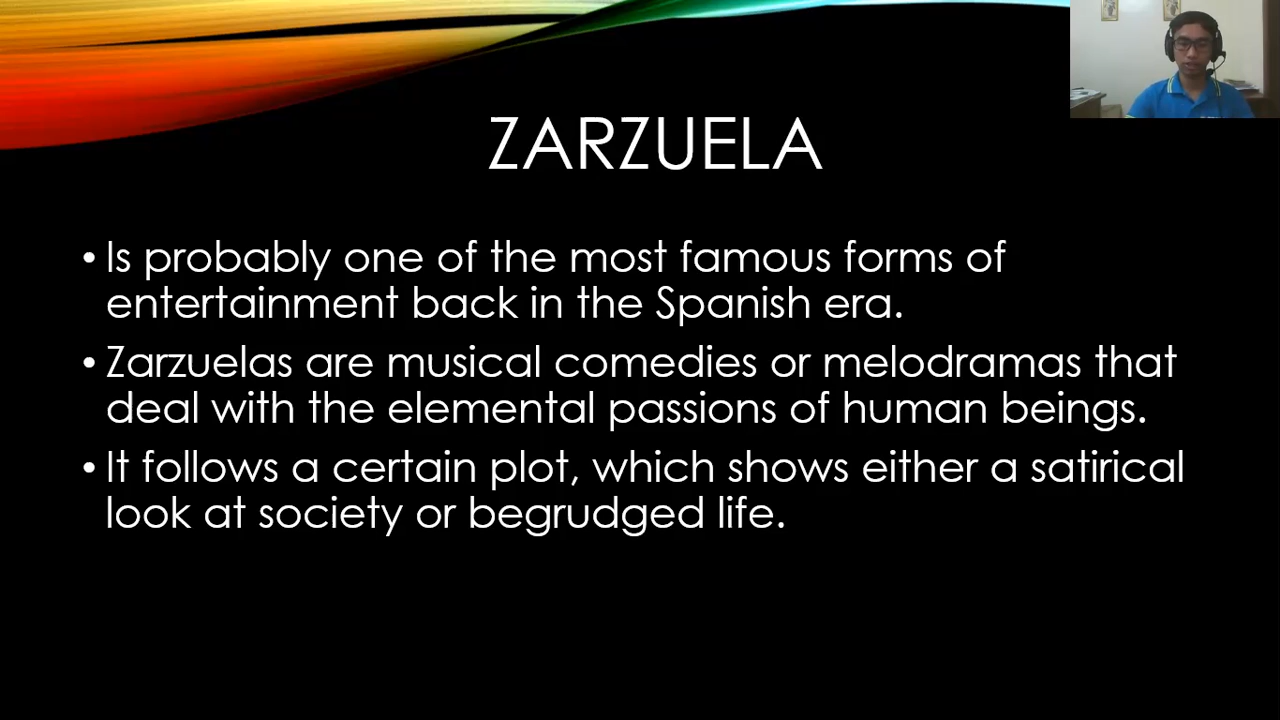 ZARZUELA
• Is probably one of the most famous forms of
entertainment back in the Spanish era.
• Zarzuelas are musical comedies or melodramas that
deal with the elemental passions of human beings.
• It follows a certain plot, which shows either a satirical
look at society or begrudged life.